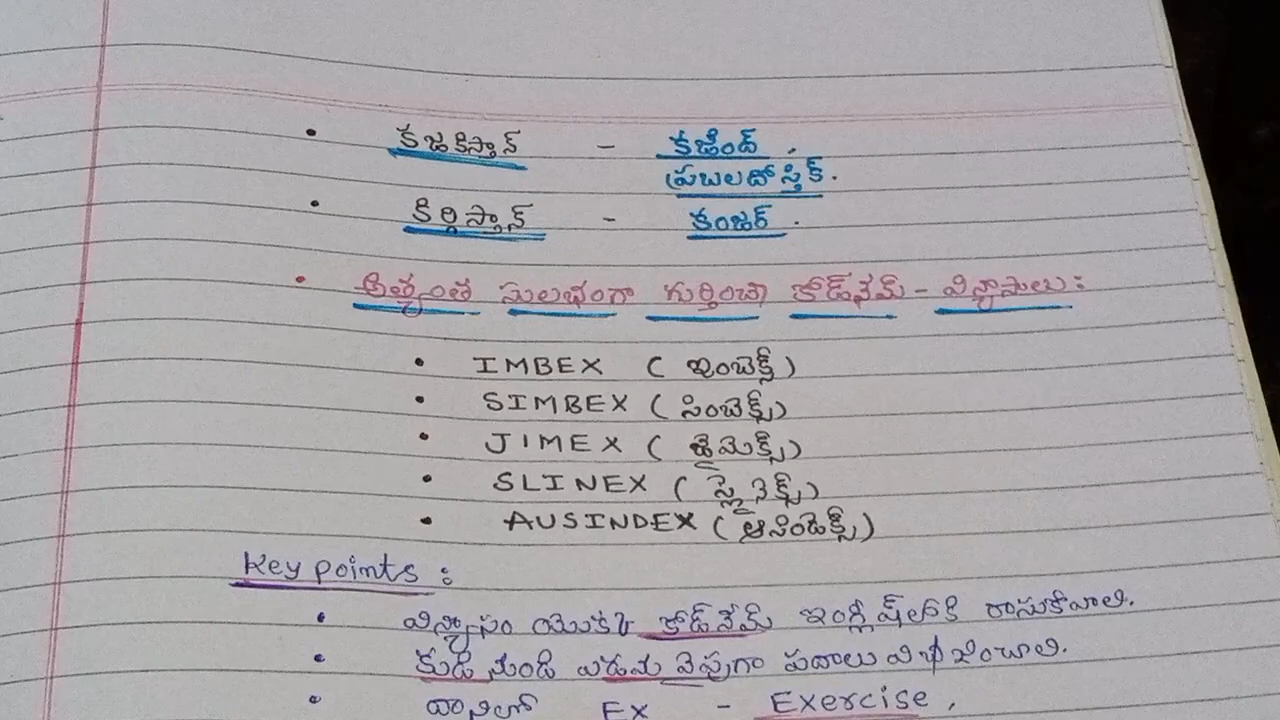 • కజకిస్తాన్ - కజింద్,
ప్రబలదోస్తిక్.
• కిర్గిస్తాన్ - కంజర్.
• అత్యంత సులభంగా గుర్తించా కోడ్‌నేమ్ - విన్యాసాలు:
• IMBEX (ఇంబెక్స్)
• SIMBEX (సింబెక్స్)
• JIMEX (జైమెక్స్)
• SLINEX (స్లైనెక్స్)
• AUSINDEX (ఆసిండెక్స్)
Key points:
• విన్యాసం యొక్క కోడ్‌నేమ్ ఇంగ్లీష్‌లోకి రాసుకోవాలి.
• కుడి నుండి ఎడమ వైపుగా పదాలు విభజించాలి.
• దానిలో EX - Exercise,